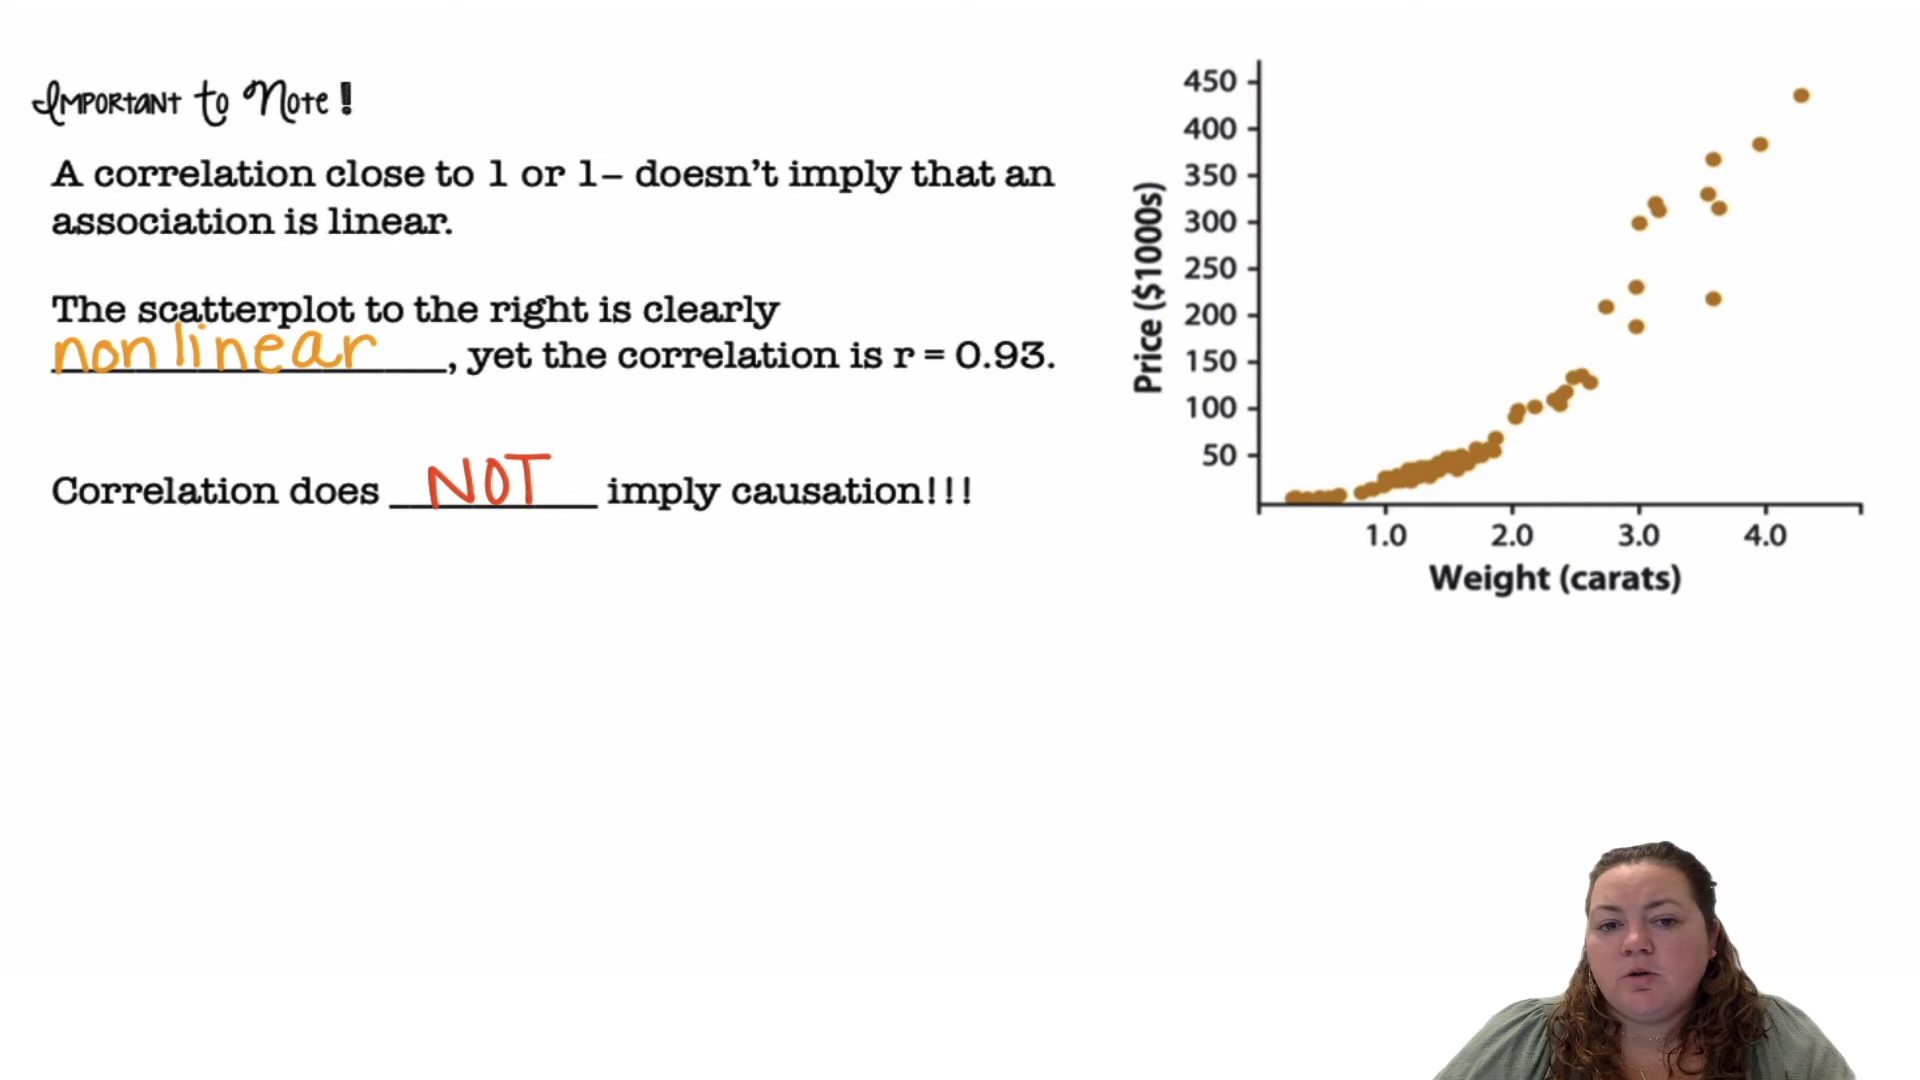 Important to Note!
A correlation close to 1 or 1– doesn't imply that an
association is linear.
The scatterplot to the right is clearly
nonlinear, yet the correlation is r = 0.93.
Correlation does NOT imply causation!!!
Price ($1000s)
450
400
350
300
250
200
150
100
50
1.0 2.0 3.0 4.0
Weight (carats)